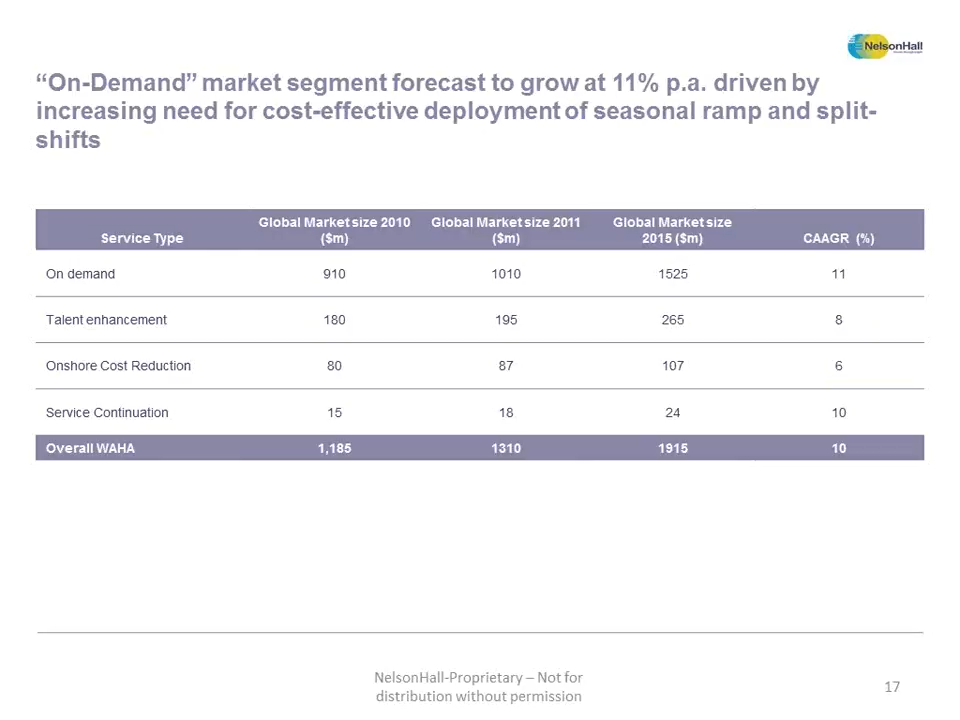 NelsonHall
“On-Demand” market segment forecast to grow at 11% p.a. driven by
increasing need for cost-effective deployment of seasonal ramp and split-
shifts
Service Type Global Market size 2010 ($m) Global Market size 2011 ($m) Global Market size 2015 ($m) CAAGR (%)
On demand 910 1010 1525 11
Talent enhancement 180 195 265 8
Onshore Cost Reduction 80 87 107 6
Service Continuation 15 18 24 10
Overall WAHA 1,185 1310 1915 10
NelsonHall-Proprietary – Not for
distribution without permission
17